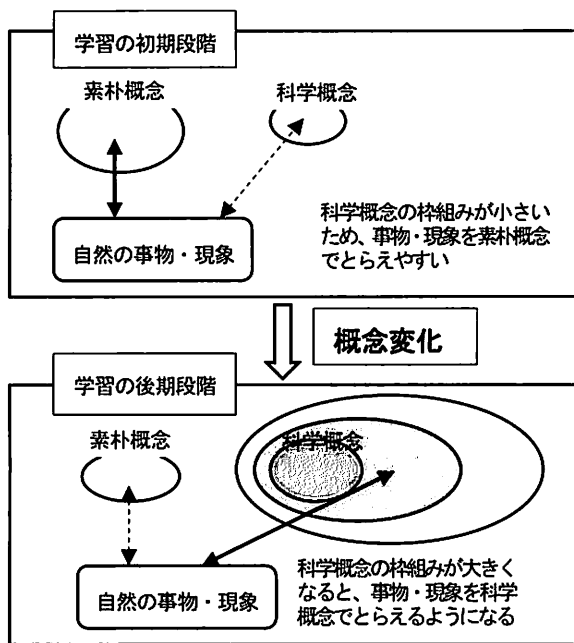 学習の初期段階
素朴概念
科学概念
自然の事物・現象
科学概念の枠組みが小さい
ため、事物・現象を素朴概念
でとらえやすい
概念変化
学習の後期段階
素朴概念
科学概念
自然の事物・現象
科学概念の枠組みが大きく
なると、事物・現象を科学
概念でとらえるようになる